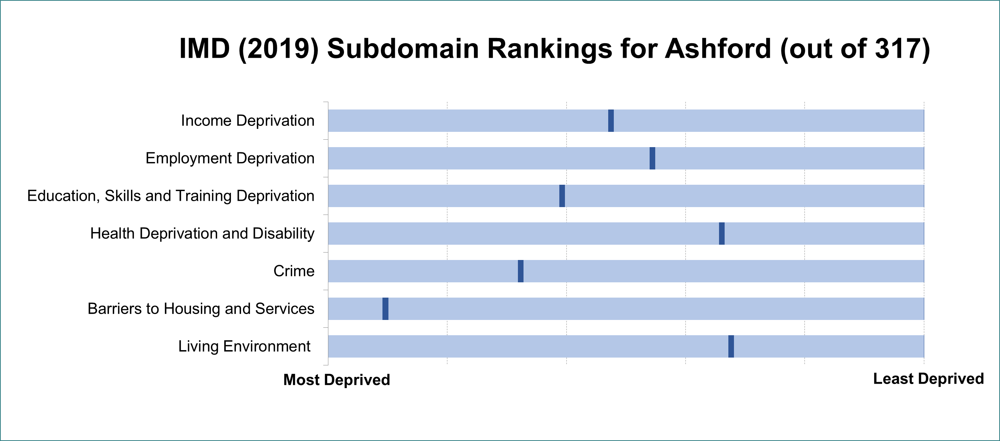 IMD (2019) Subdomain Rankings for Ashford (out of 317)
Income Deprivation
Employment Deprivation
Education, Skills and Training Deprivation
Health Deprivation and Disability
Crime
Barriers to Housing and Services
Living Environment
Most Deprived
Least Deprived